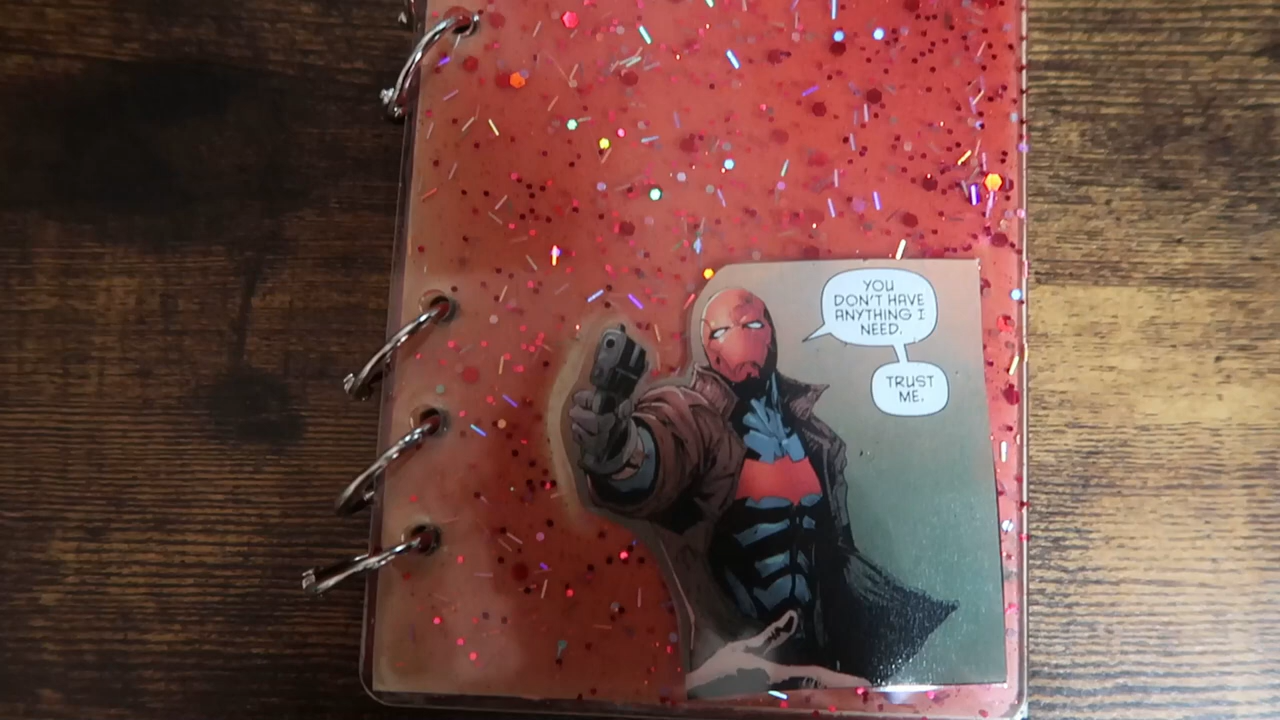 YOU
DON'T HAVE
ANYTHING I
NEED.
TRUST
ME.